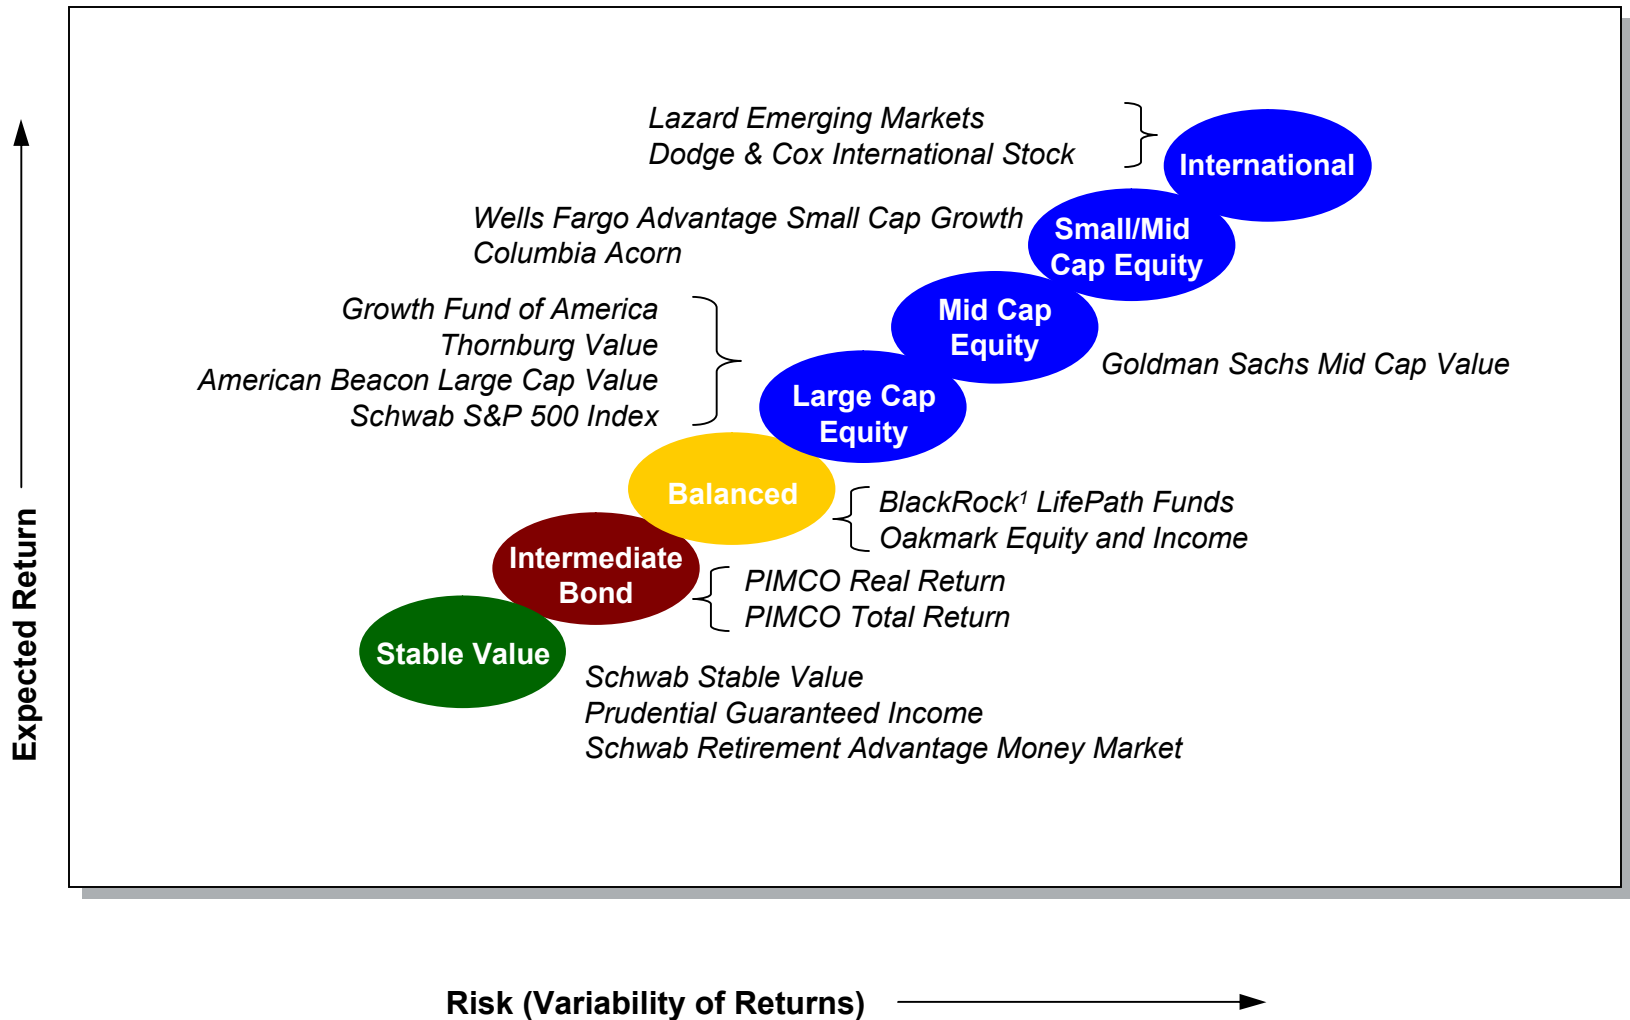 Lazard Emerging Markets
Dodge & Cox International Stock
International
Wells Fargo Advantage Small Cap Growth
Columbia Acorn
Small/Mid
Cap Equity
Growth Fund of America
Thornburg Value
American Beacon Large Cap Value
Schwab S&P 500 Index
Mid Cap
Equity
Goldman Sachs Mid Cap Value
Large Cap
Equity
Balanced
BlackRock¹ LifePath Funds
Oakmark Equity and Income
Intermediate
Bond
PIMCO Real Return
PIMCO Total Return
Stable Value
Schwab Stable Value
Prudential Guaranteed Income
Schwab Retirement Advantage Money Market
Expected Return
Risk (Variability of Returns)